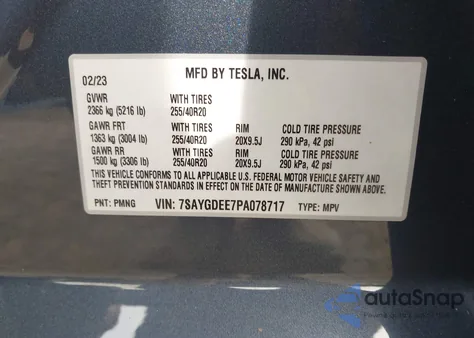 02/23 MFD BY TESLA, INC.
GVWR WITH TIRES
2366 kg (5216 lb) 255/40R20
GAWR FRT WITH TIRES RIM COLD TIRE PRESSURE
1363 kg (3004 lb) 255/40R20 20X9.5J 290 kPa, 42 psi
GAWR RR WITH TIRES RIM COLD TIRE PRESSURE
1500 kg (3306 lb) 255/40R20 20X9.5J 290 kPa, 42 psi
THIS VEHICLE CONFORMS TO ALL APPLICABLE U.S. FEDERAL MOTOR VEHICLE SAFETY AND
THEFT PREVENTION STANDARDS IN EFFECT ON THE DATE OF MANUFACTURE SHOWN ABOVE.
PNT: PMNG VIN: 7SAYGDEE7PA078717 TYPE: MPV
autoSnap